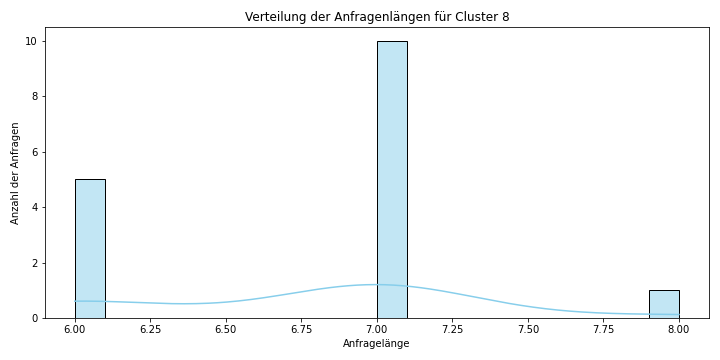 Verteilung der Anfragenlängen für Cluster 8
Anzahl der Anfragen
10
8
6
4
2
0
6.00 6.25 6.50 6.75 7.00 7.25 7.50 7.75 8.00
Anfragelänge